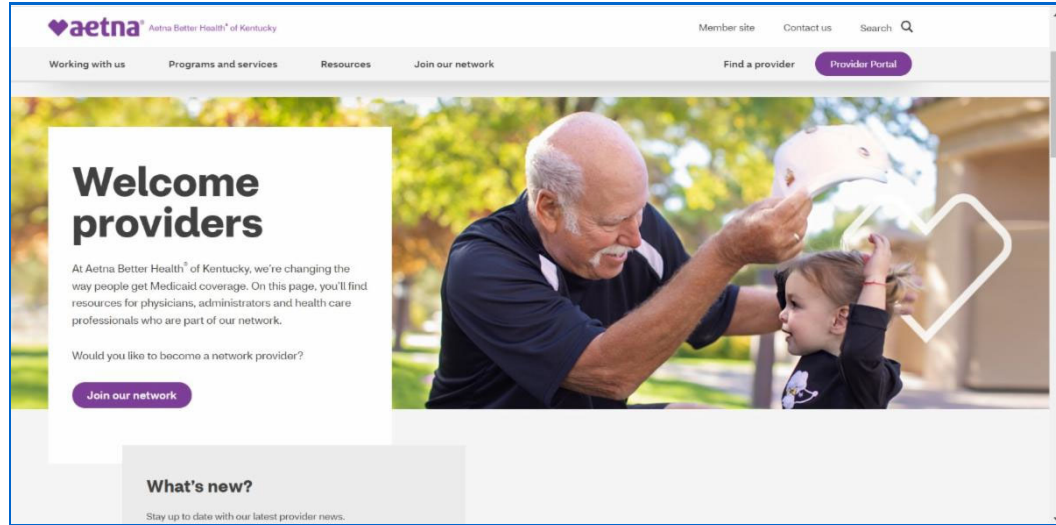 aetna® Aetna Better Health® of Kentucky
Member site Contact us Search
Working with us Programs and services Resources Join our network Find a provider Provider Portal
Welcome
providers
At Aetna Better Health® of Kentucky, we're changing the
way people get Medicaid coverage. On this page, you'll find
resources for physicians, administrators and health care
professionals who are part of our network.
Would you like to become a network provider?
Join our network
What's new?
Stay up to date with our latest provider news.